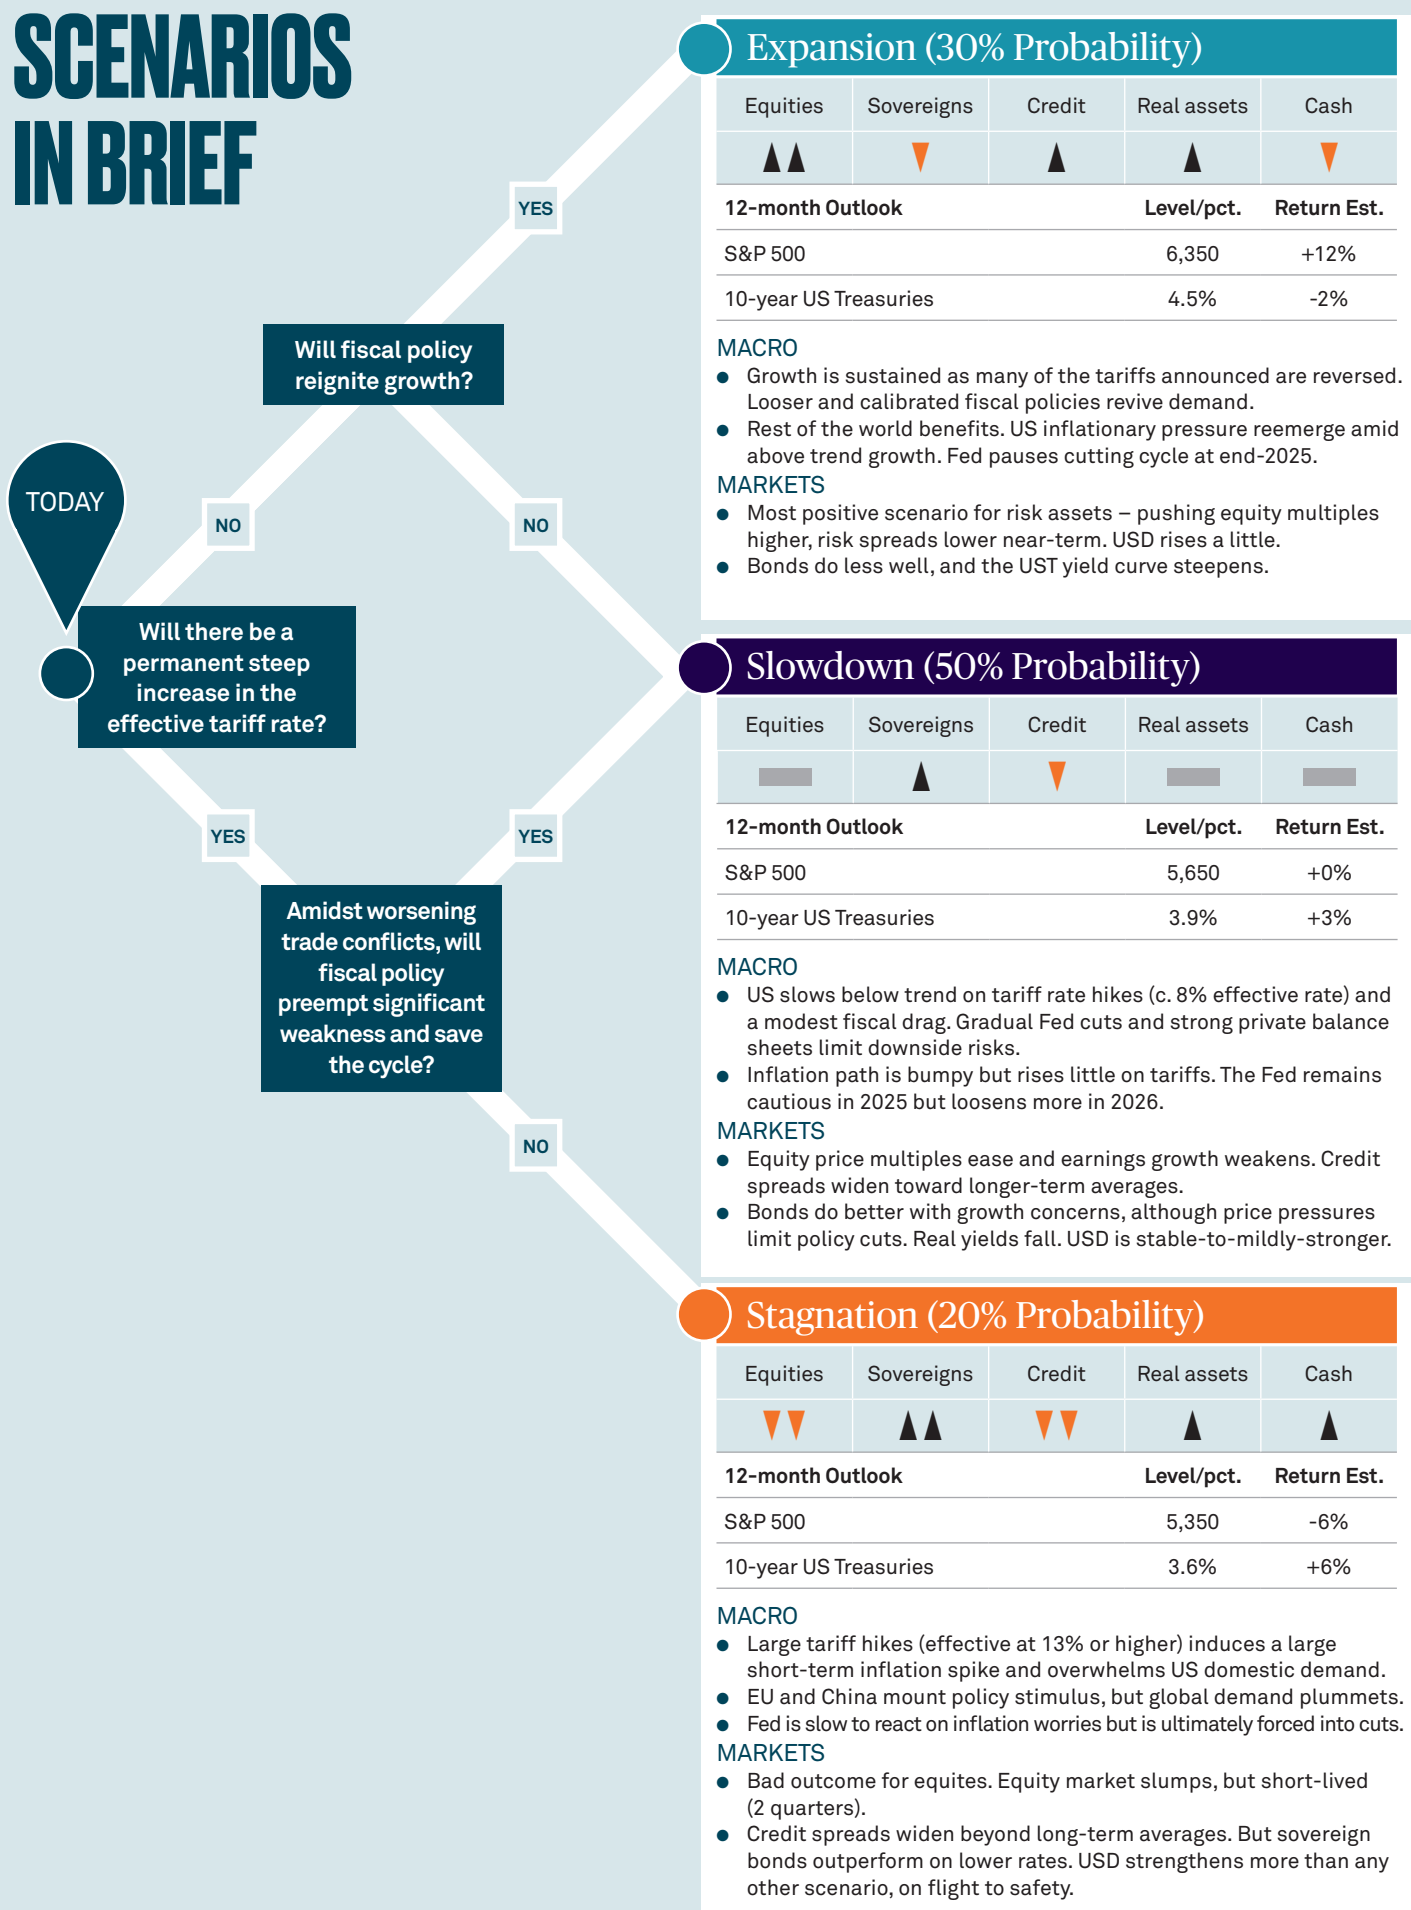 SCENARIOS
IN BRIEF
TODAY
Will there be a
permanent steep
increase in the
effective tariff rate?
NO
YES
Will fiscal policy
reignite growth?
YES
NO
Amidst worsening
trade conflicts, will
fiscal policy
preempt significant
weakness and save
the cycle?
YES
NO
Expansion (30% Probability)
Equities Sovereigns Credit Real assets Cash
12-month Outlook Level/pct. Return Est.
S&P 500 6,350 +12%
10-year US Treasuries 4.5% -2%
MACRO
● Growth is sustained as many of the tariffs announced are reversed.
Looser and calibrated fiscal policies revive demand.
● Rest of the world benefits. US inflationary pressure reemerge amid
above trend growth. Fed pauses cutting cycle at end-2025.
MARKETS
● Most positive scenario for risk assets – pushing equity multiples
higher, risk spreads lower near-term. USD rises a little.
● Bonds do less well, and the UST yield curve steepens.
Slowdown (50% Probability)
Equities Sovereigns Credit Real assets Cash
12-month Outlook Level/pct. Return Est.
S&P 500 5,650 +0%
10-year US Treasuries 3.9% +3%
MACRO
● US slows below trend on tariff rate hikes (c. 8% effective rate) and
a modest fiscal drag. Gradual Fed cuts and strong private balance
sheets limit downside risks.
● Inflation path is bumpy but rises little on tariffs. The Fed remains
cautious in 2025 but loosens more in 2026.
MARKETS
● Equity price multiples ease and earnings growth weakens. Credit
spreads widen toward longer-term averages.
● Bonds do better with growth concerns, although price pressures
limit policy cuts. Real yields fall. USD is stable-to-mildly-stronger.
Stagnation (20% Probability)
Equities Sovereigns Credit Real assets Cash
12-month Outlook Level/pct. Return Est.
S&P 500 5,350 -6%
10-year US Treasuries 3.6% +6%
MACRO
● Large tariff hikes (effective at 13% or higher) induces a large
short-term inflation spike and overwhelms US domestic demand.
● EU and China mount policy stimulus, but global demand plummets.
● Fed is slow to react on inflation worries but is ultimately forced into cuts.
MARKETS
● Bad outcome for equites. Equity market slumps, but short-lived
(2 quarters).
● Credit spreads widen beyond long-term averages. But sovereign
bonds outperform on lower rates. USD strengthens more than any
other scenario, on flight to safety.